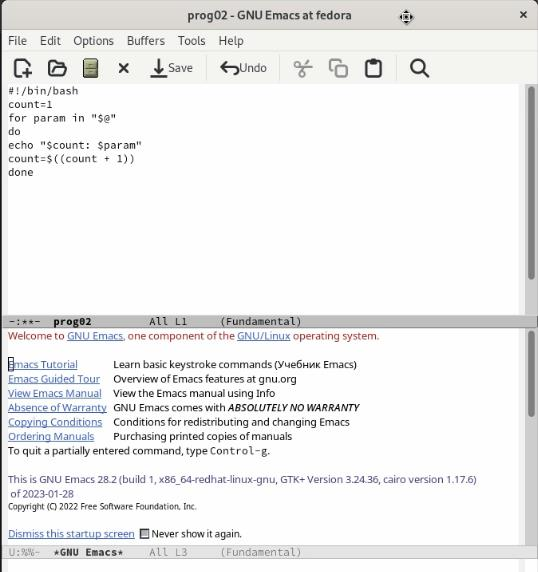 prog02 - GNU Emacs at fedora
File Edit Options Buffers Tools Help
Save Undo
#!/bin/bash
count=1
for param in "$@"
do
echo "$count: $param"
count=$((count + 1))
done
-:**- prog02 All L1 (Fundamental)
Welcome to GNU Emacs, one component of the GNU/Linux operating system.
Emacs Tutorial Learn basic keystroke commands (Учебник Emacs)
Emacs Guided Tour Overview of Emacs features at gnu.org
View Emacs Manual View the Emacs manual using Info
Absence of Warranty GNU Emacs comes with ABSOLUTELY NO WARRANTY
Copying Conditions Conditions for redistributing and changing Emacs
Ordering Manuals Purchasing printed copies of manuals
To quit a partially entered command, type Control-g.
This is GNU Emacs 28.2 (build 1, x86_64-redhat-linux-gnu, GTK+ Version 3.24.36, cairo version 1.17.6)
of 2023-01-28
Copyright (C) 2022 Free Software Foundation, Inc.
Dismiss this startup screen Never show it again.
U:%%- *GNU Emacs* All L3 (Fundamental)